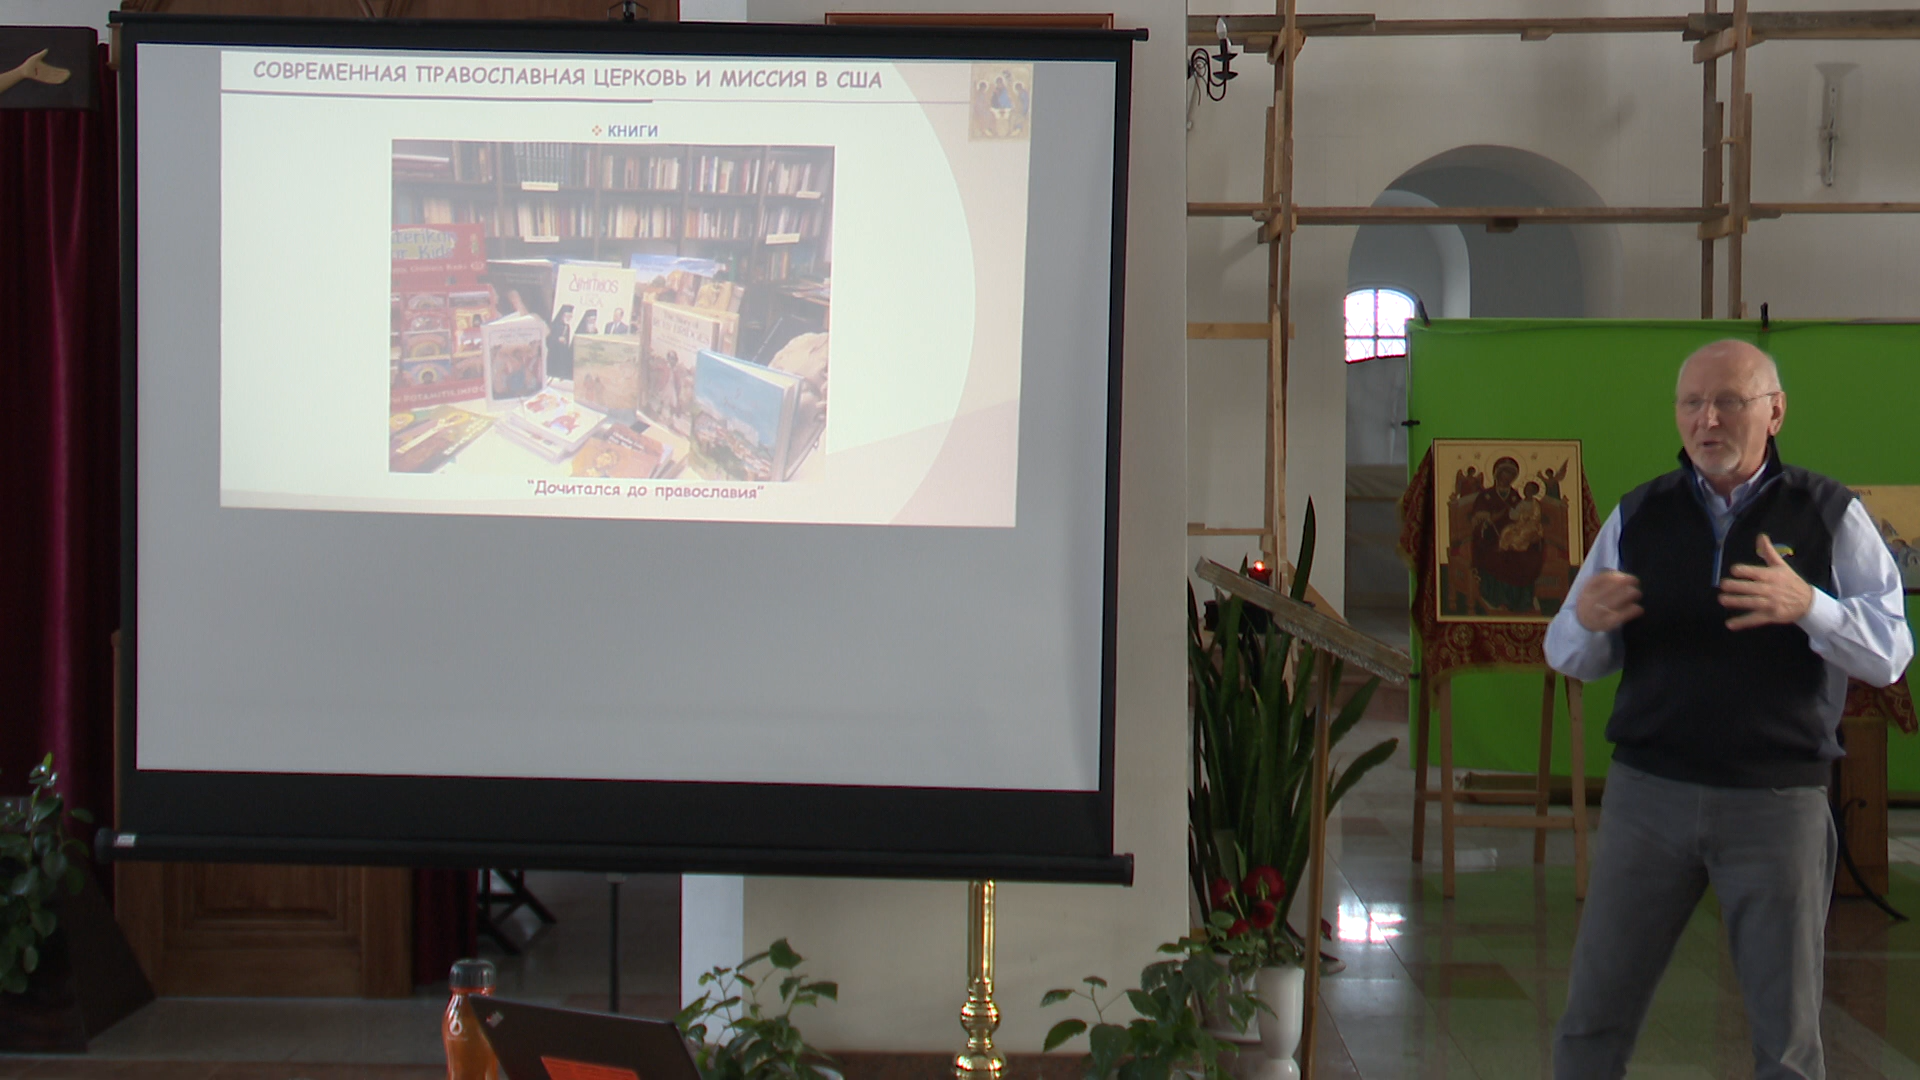 СОВРЕМЕННАЯ ПРАВОСЛАВНАЯ ЦЕРКОВЬ И МИССИЯ В США
КНИГИ
"Дочитался до православия"